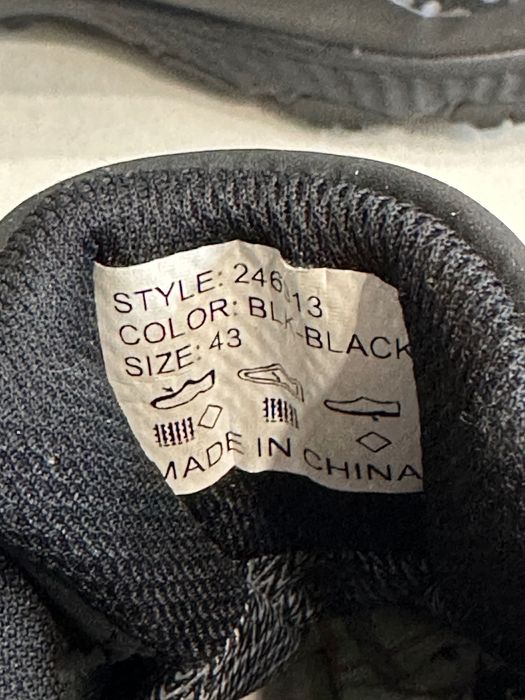 STYLE:
COLOR: BLK-BLACK
SIZE: 43
MADE IN CHINA